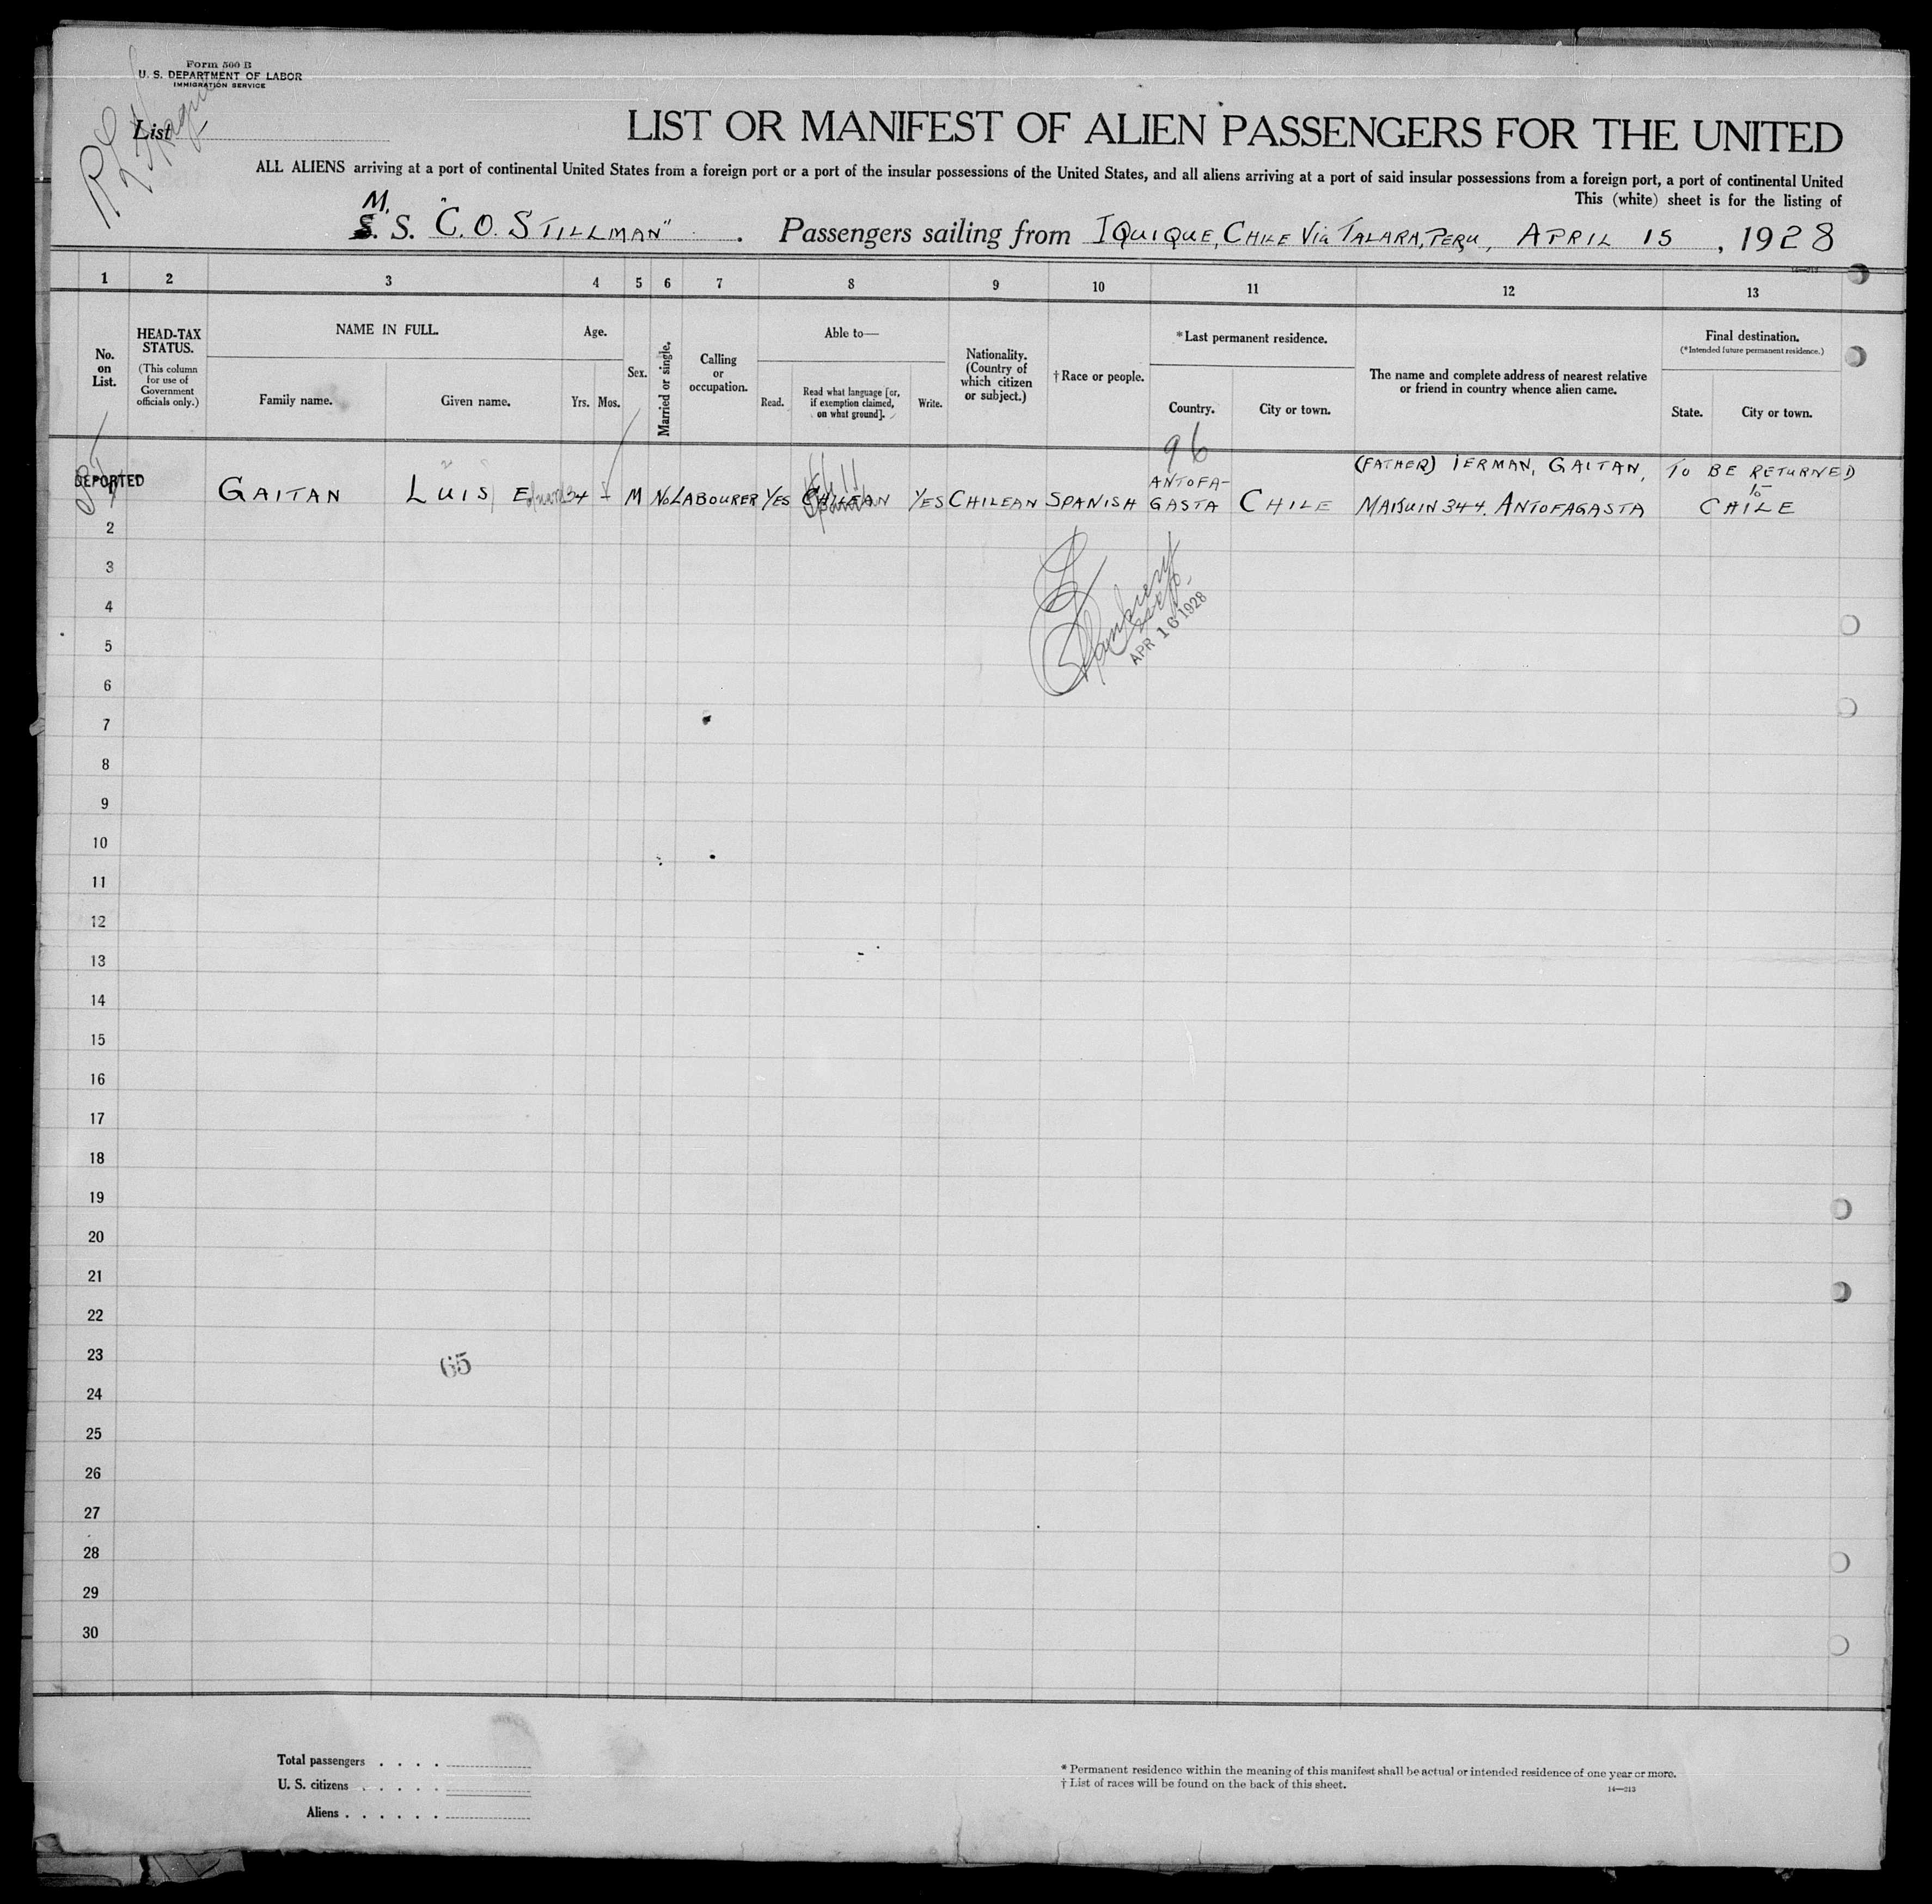 Form 500 B
U. S. DEPARTMENT OF LABOR
IMMIGRATION SERVICE
List
LIST OR MANIFEST OF ALIEN PASSENGERS FOR THE UNITED
ALL ALIENS arriving at a port of continental United States from a foreign port or a port of the insular possessions of the United States, and all aliens arriving at a port of said insular possessions from a foreign port, a port of continental United
This (white) sheet is for the listing of
M.
S. S. "C. O. STILLMAN". Passengers sailing from IQUIQUE, CHILE Via TALARA, PERU, APRIL 15, 1928
14—213
1 2 3 4 5 6 7 8 9 10 11 12 13
No. on List.
HEAD-TAX STATUS.
(This column for use of Government officials only.)
NAME IN FULL.
Family name. Given name.
Age.
Yrs. Mos.
Sex.
Married or single.
Calling or occupation.
Able to—
Read. Read what language [or, if exemption claimed, on what ground]. Write.
Nationality. (Country of which citizen or subject.)
†Race or people.
*Last permanent residence.
Country. City or town.
The name and complete address of nearest relative or friend in country whence alien came.
Final destination.
(*Intended future permanent residence.)
State. City or town.
96
DEPORTED
GAITAN LUIS E 34 - M No LABOURER YES CHILEAN YES CHILEAN SPANISH ANTOFA-GASTA CHILE (FATHER) IERMAN, GAITAN, MAIJUIN 344. ANTOFAGASTA TO BE RETURNED to CHILE
2
3
4
APR 16 1928
5
6
7
8
9
10
11
12
13
14
15
16
17
18
19
20
21
22
23
65
24
25
26
27
28
29
30
Total passengers . . . .
U. S. citizens . . . . .
Aliens . . . . . .
* Permanent residence within the meaning of this manifest shall be actual or intended residence of one year or more.
† List of races will be found on the back of this sheet.
14—213